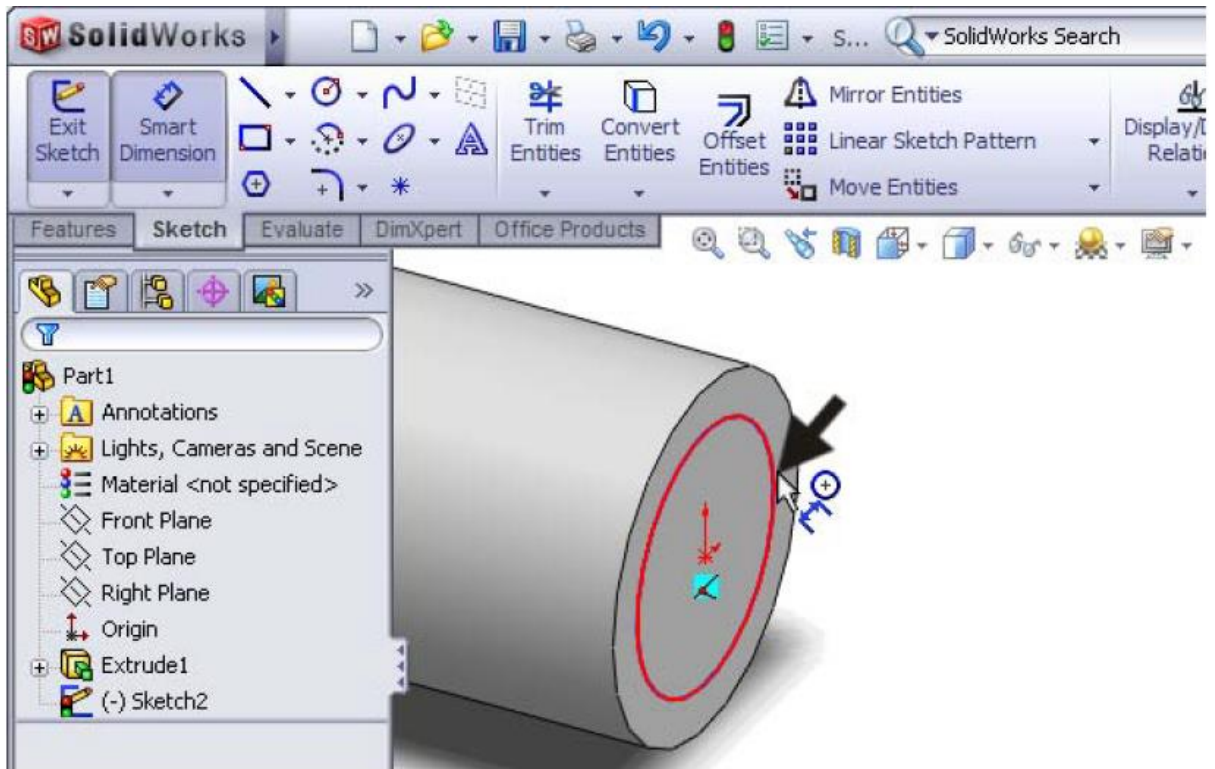 SolidWorks
S...
SolidWorks Search
Exit Sketch
Smart Dimension
Trim Entities
Convert Entities
Offset Entities
Mirror Entities
Linear Sketch Pattern
Move Entities
Features
Sketch
Evaluate
DimXpert
Office Products
Part1
Annotations
Lights, Cameras and Scene
Material <not specified>
Front Plane
Top Plane
Right Plane
Origin
Extrude1
(-) Sketch2